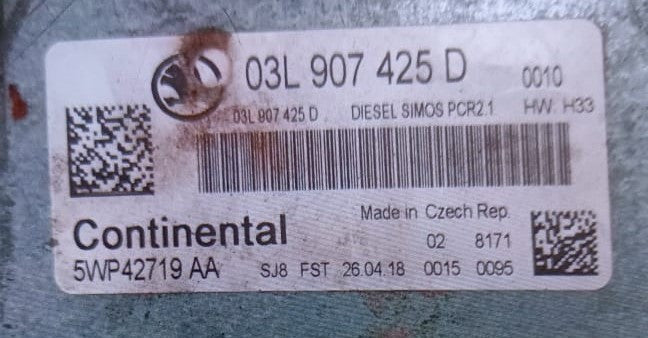 03L 907 425 D 0010
03L 907 425 D DIESEL SIMOS PCR2.1 HW: H33
Continental
Made in Czech Rep.
02 8171
5WP42719 AA SJ8 FST 26.04.18 0015 0095